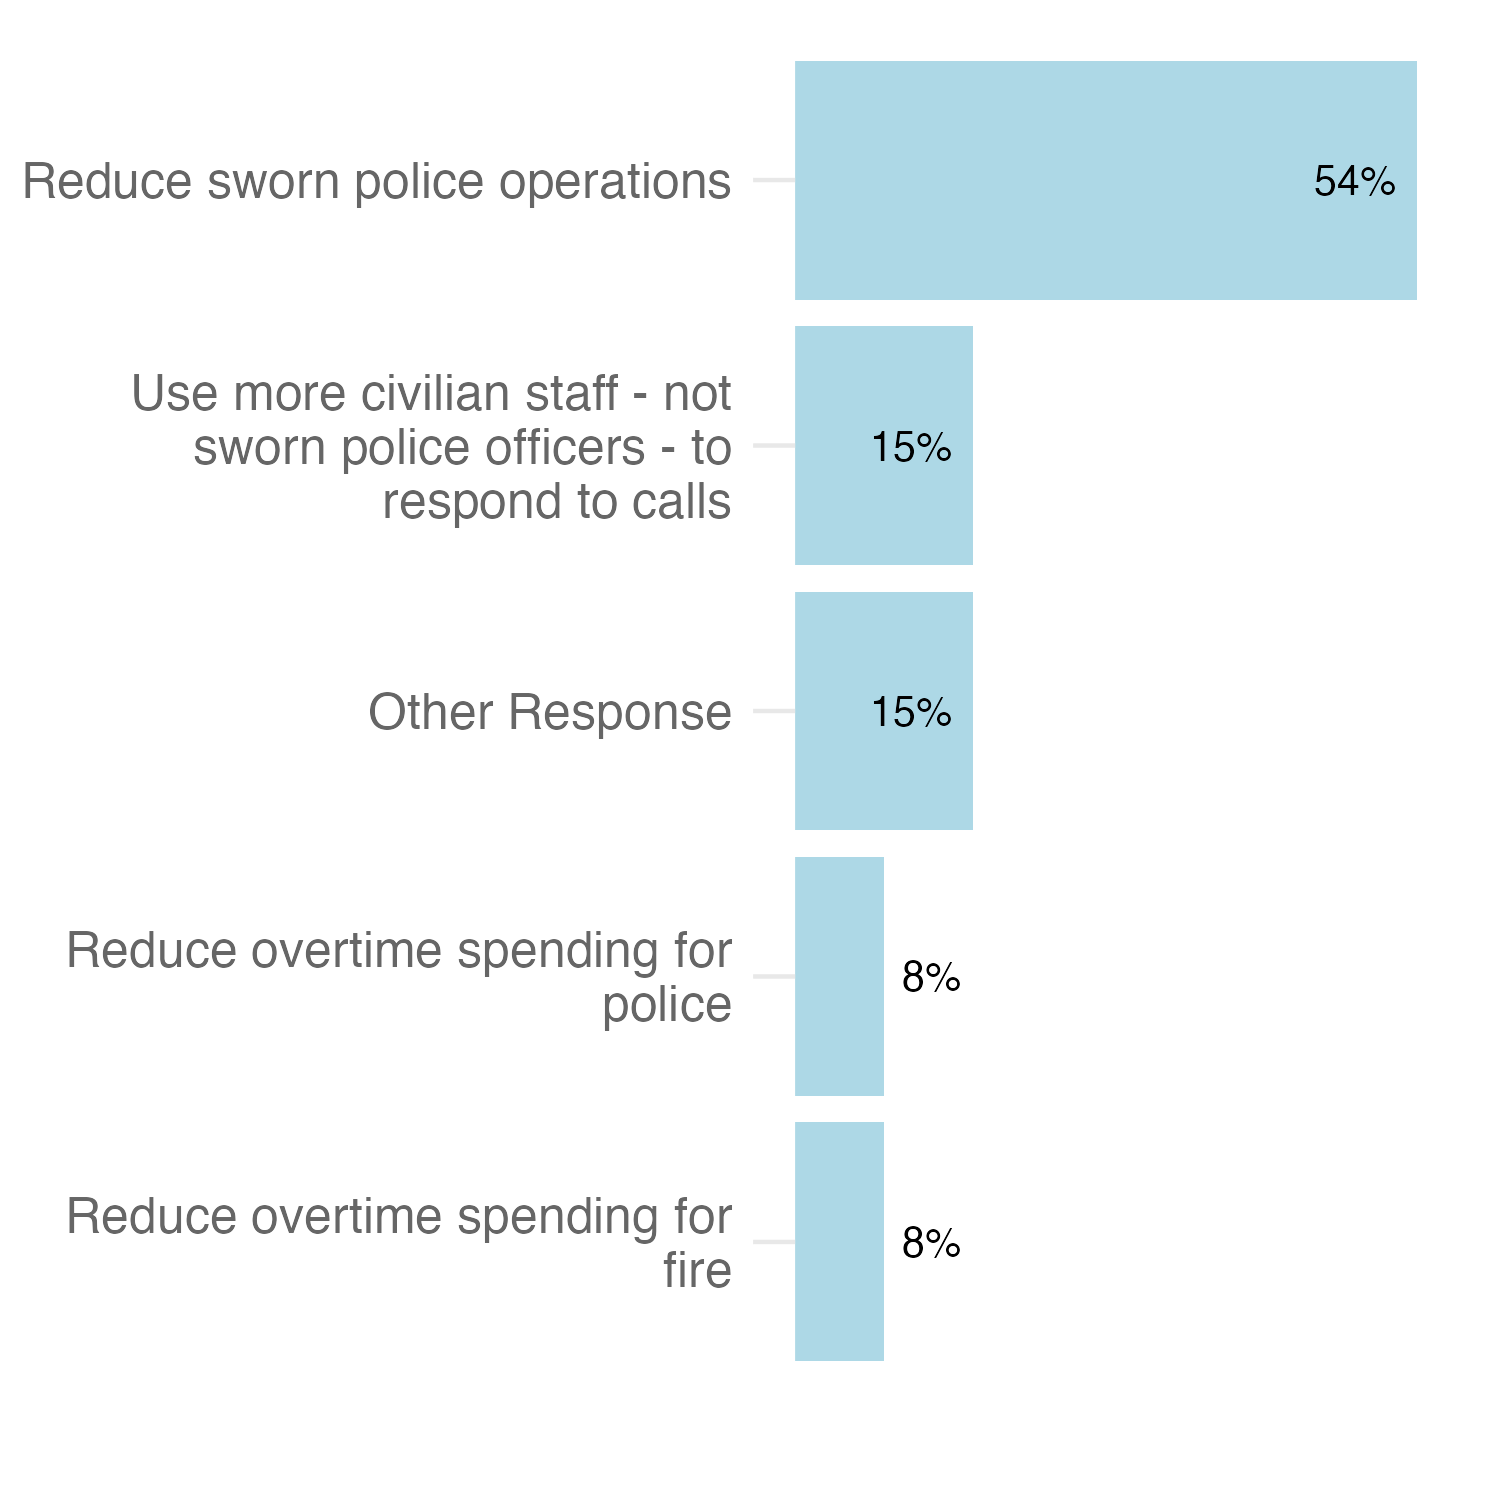 Reduce sworn police operations
54%
Use more civilian staff - not
sworn police officers - to
respond to calls
15%
Other Response
15%
Reduce overtime spending for
police
8%
Reduce overtime spending for
fire
8%